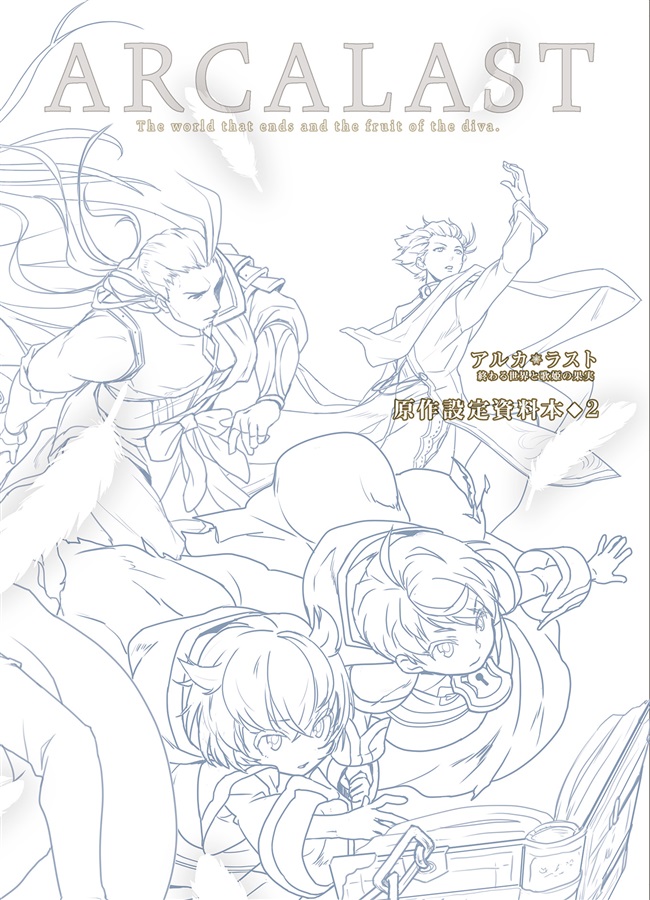 ARCALAST
The world that ends and the fruit of the diva.
アルカ✷ラスト
終わる世界と歌姫の果実
原作設定資料本◆2